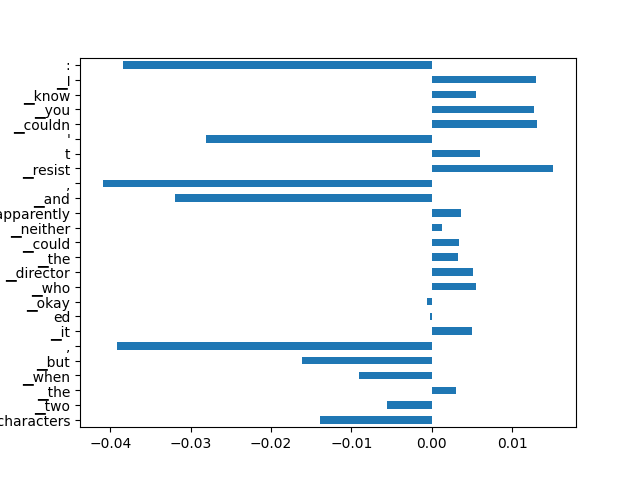 :
_I
_know
_you
_couldn
'
t
_resist
,
_and
apparently
_neither
_could
_the
_director
_who
_okay
ed
_it
,
_but
_when
_the
_two
characters
−0.04 −0.03 −0.02 −0.01 0.00 0.01